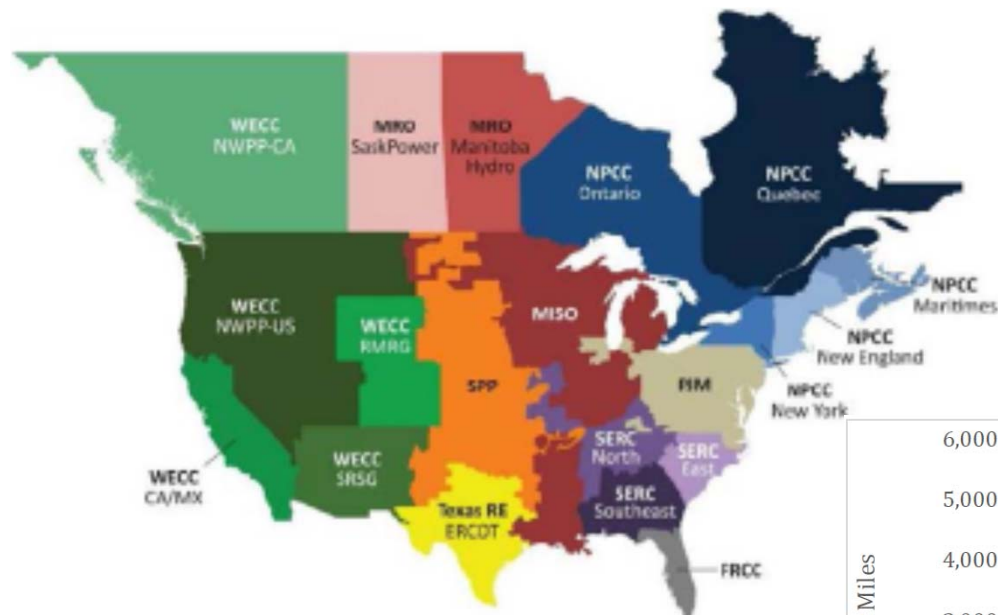 WECC
NWPP-CA
MRO
SaskPower
MRO
Manitoba
Hydro
NPCC
Ontario
NPCC
Quebec
WECC
NWPP-US
WECC
RMRG
MISO
SPP
PJM
NPCC
Maritimes
NPCC
New England
NPCC
New York
WECC
CA/MX
WECC
SRSG
SERC
North
SERC
East
SERC
Southeast
Texas RE
ERCOT
FRCC
6,000
5,000
4,000
Miles